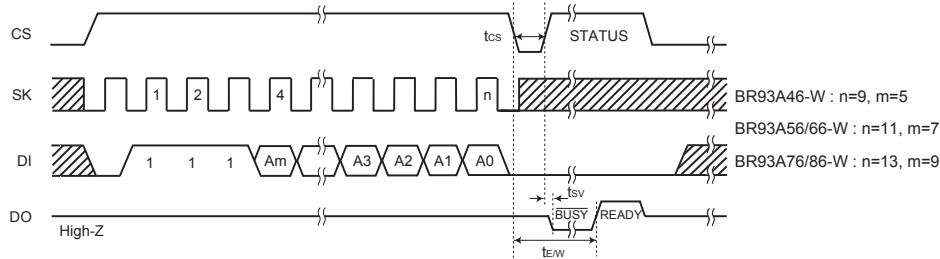 CS
tCS
STATUS
SK
1 2 4 n
BR93A46-W : n=9, m=5
BR93A56/66-W : n=11, m=7
DI
1 1 1 Am A3 A2 A1 A0
BR93A76/86-W : n=13, m=9
tSV
DO
BUSY READY
High-Z
tE/W